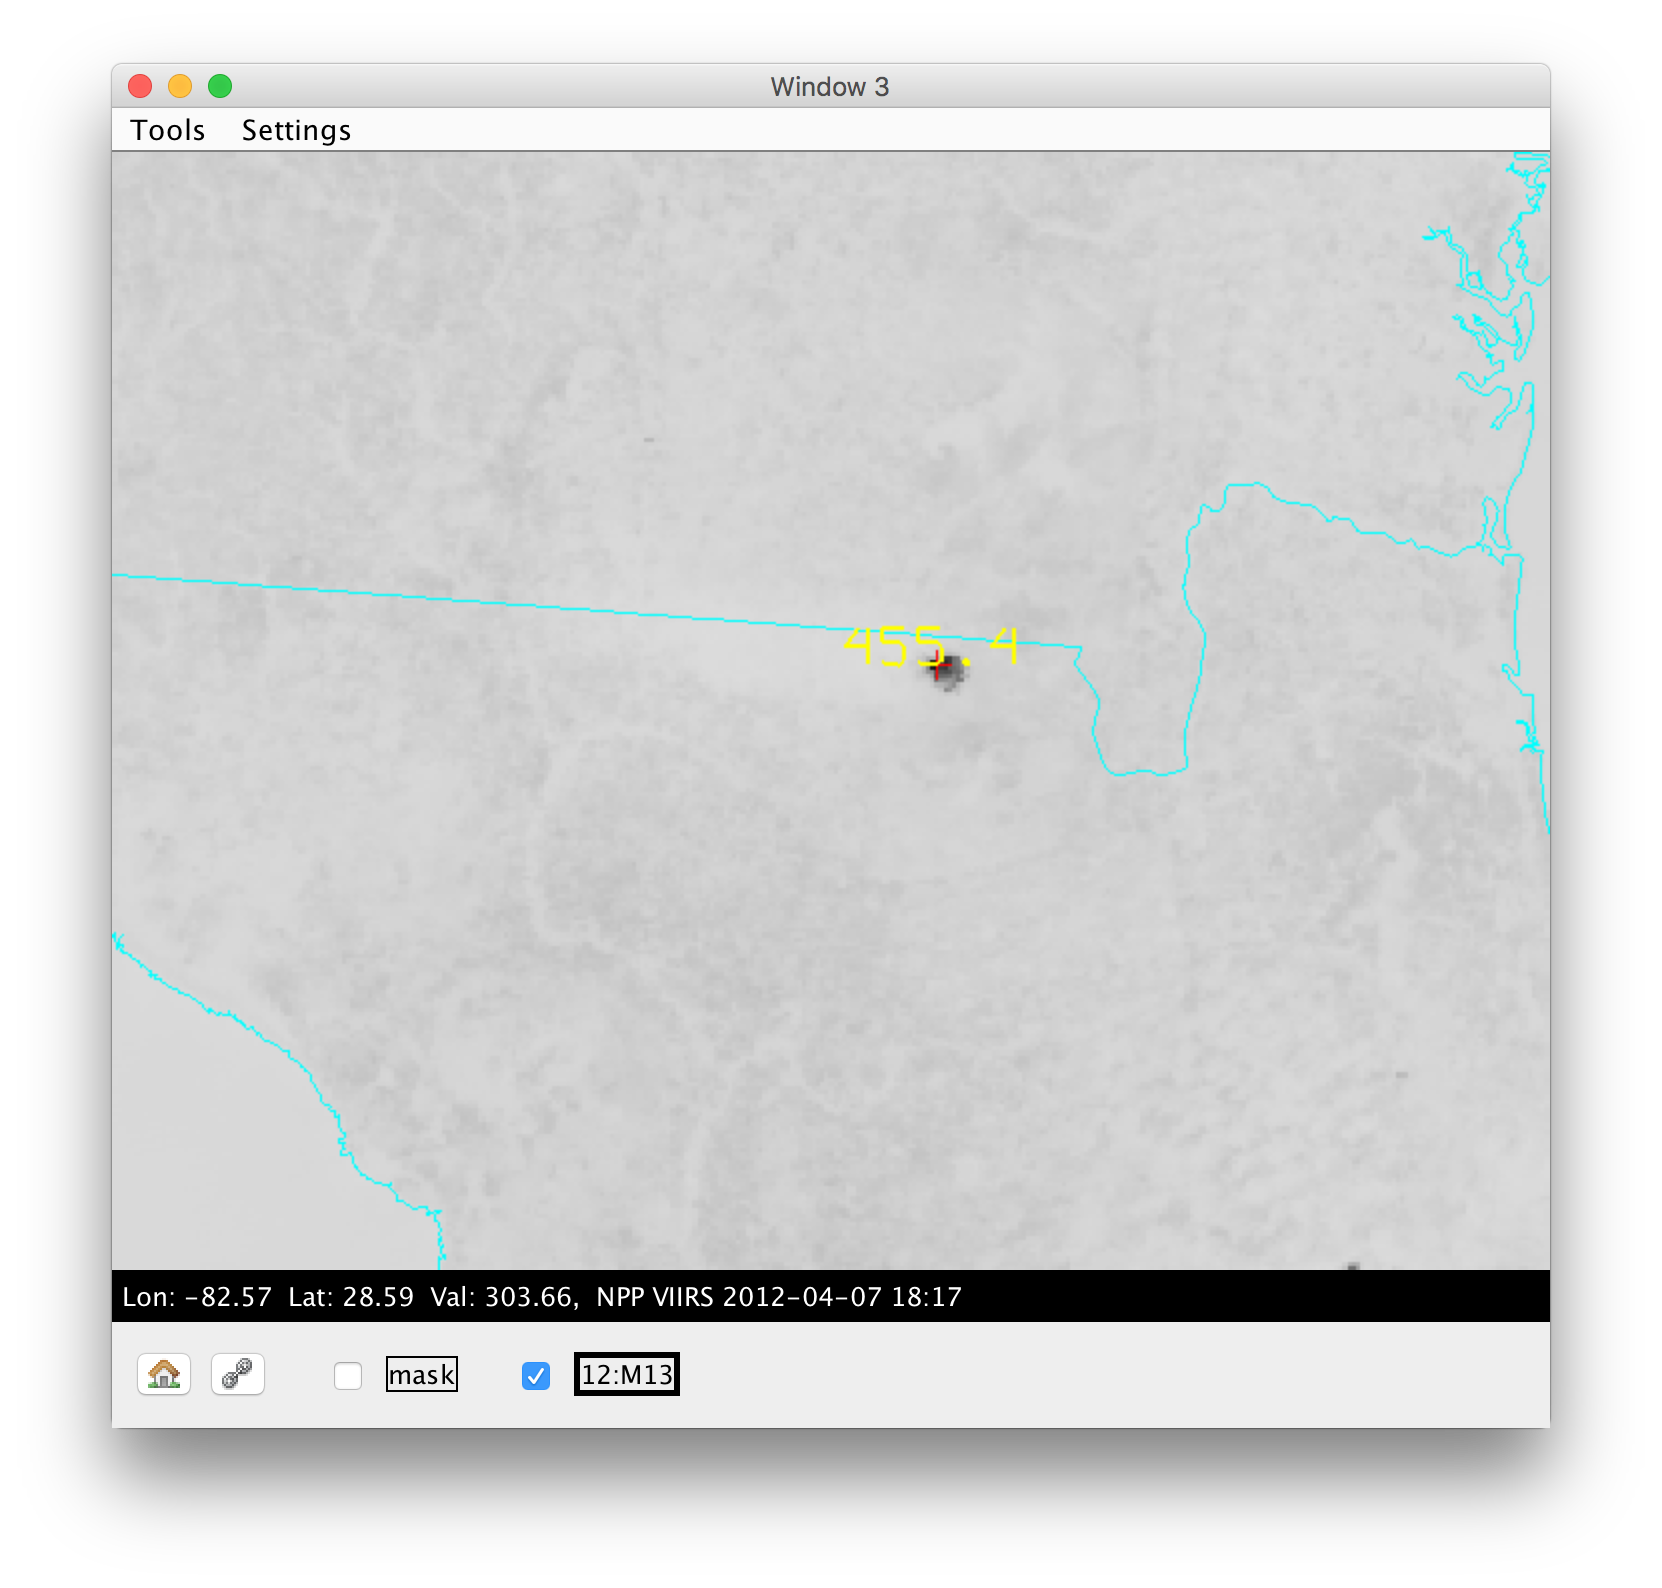 Window 3
Tools Settings
455.4
Lon: -82.57 Lat: 28.59 Val: 303.66, NPP VIIRS 2012-04-07 18:17
mask 12:M13